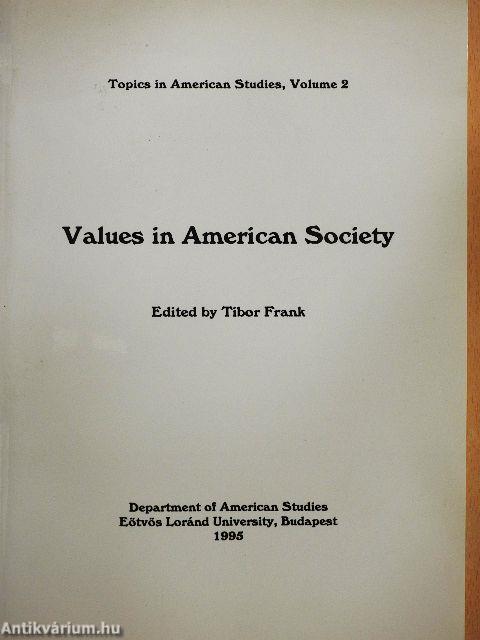 Topics in American Studies, Volume 2
Values in American Society
Edited by Tibor Frank
Department of American Studies
Eötvös Loránd University, Budapest
1995
Antikvárium.hu